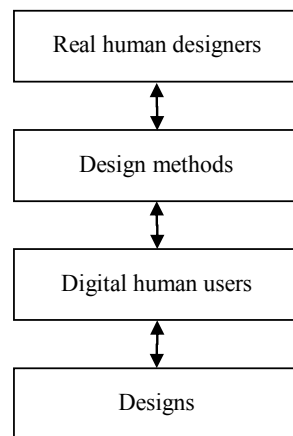 Real human designers
Design methods
Digital human users
Designs